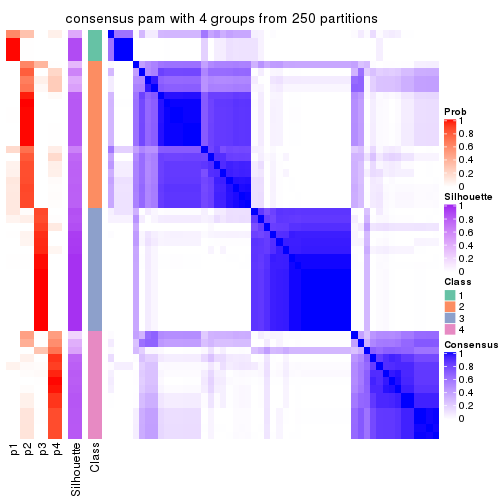 consensus pam with 4 groups from 250 partitions
Prob
1
0.8
0.6
0.4
0.2
0
Silhouette
1
0.8
0.6
0.4
0.2
0
Class
1
2
3
4
Consensus
1
0.8
0.6
0.4
0.2
0
p1
p2
p3
p4
Silhouette
Class